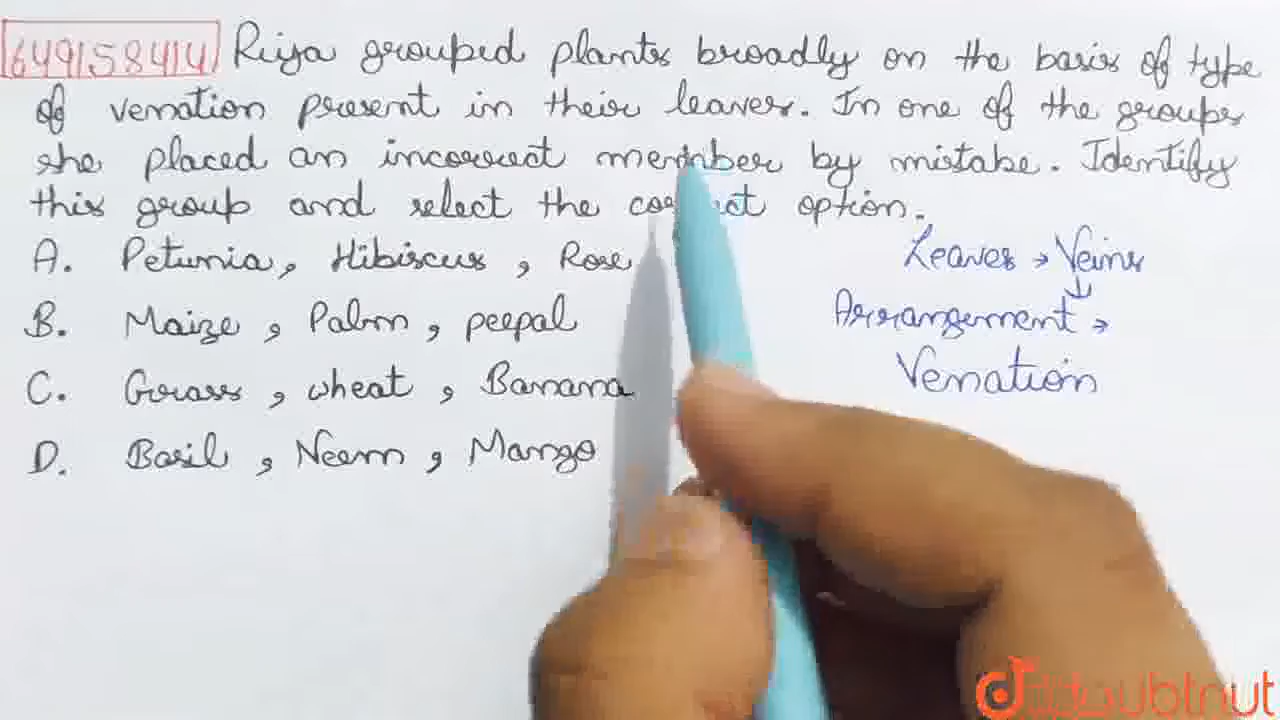 649158414 Riya grouped plants broadly on the basis of type
of venation present in their leaves. In one of the groups
she placed an incorrect member by mistake. Identify
this group and select the option.
A. Petunia, Hibiscus, Rose
B. Maize, Palm, peepal
C. Grass, wheat, Banana
D. Basil, Neem, Mango
Leaves → Veins
↓
Arrangement →
Venation
doubtnut